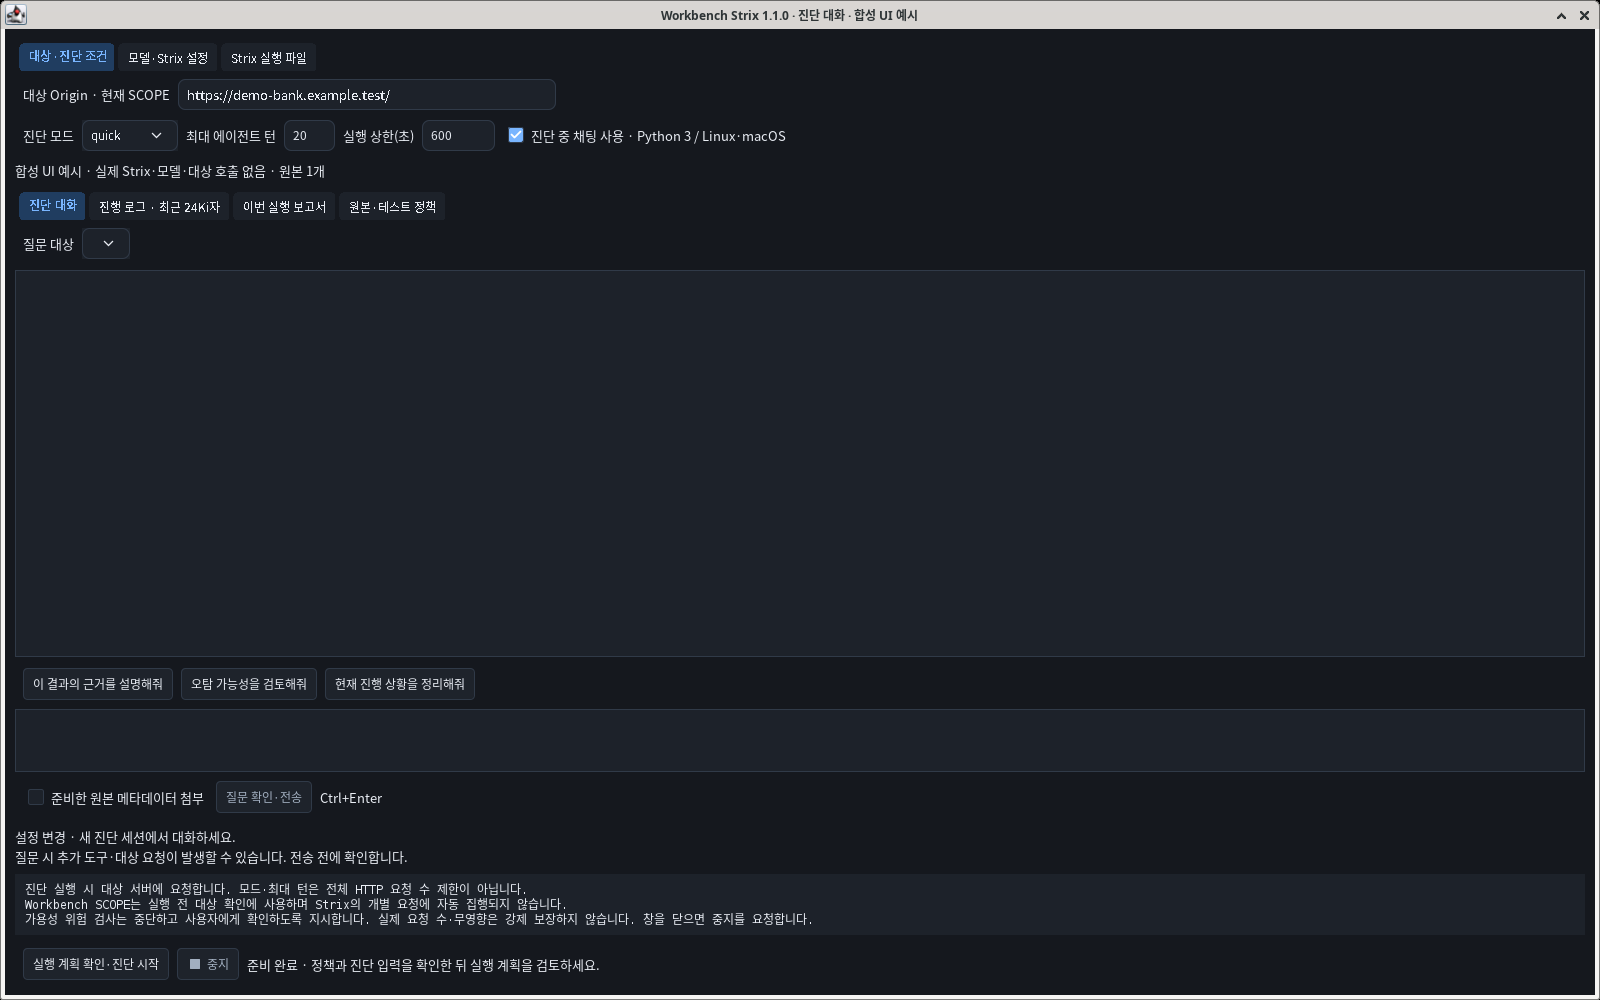 Workbench Strix 1.1.0 · 진단 대화 · 합성 UI 예시
대상·진단 조건 모델·Strix 설정 Strix 실행 파일
대상 Origin · 현재 SCOPE https://demo-bank.example.test/
진단 모드 quick 최대 에이전트 턴 20 실행 상한(초) 600 진단 중 채팅 사용 · Python 3 / Linux·macOS
합성 UI 예시 · 실제 Strix·모델·대상 호출 없음 · 원본 1개
진단 대화 진행 로그 · 최근 24Ki자 이번 실행 보고서 원본·테스트 정책
질문 대상
이 결과의 근거를 설명해줘 오탐 가능성을 검토해줘 현재 진행 상황을 정리해줘
준비한 원본 메타데이터 첨부 질문 확인·전송 Ctrl+Enter
설정 변경 · 새 진단 세션에서 대화하세요.
질문 시 추가 도구·대상 요청이 발생할 수 있습니다. 전송 전에 확인합니다.
진단 실행 시 대상 서버에 요청합니다. 모드·최대 턴은 전체 HTTP 요청 수 제한이 아닙니다.
Workbench SCOPE는 실행 전 대상 확인에 사용하며 Strix의 개별 요청에 자동 집행되지 않습니다.
가용성 위험 검사는 중단하고 사용자에게 확인하도록 지시합니다. 실제 요청 수·무영향은 강제 보장하지 않습니다. 창을 닫으면 중지를 요청합니다.
실행 계획 확인·진단 시작 중지 준비 완료 · 정책과 진단 입력을 확인한 뒤 실행 계획을 검토하세요.